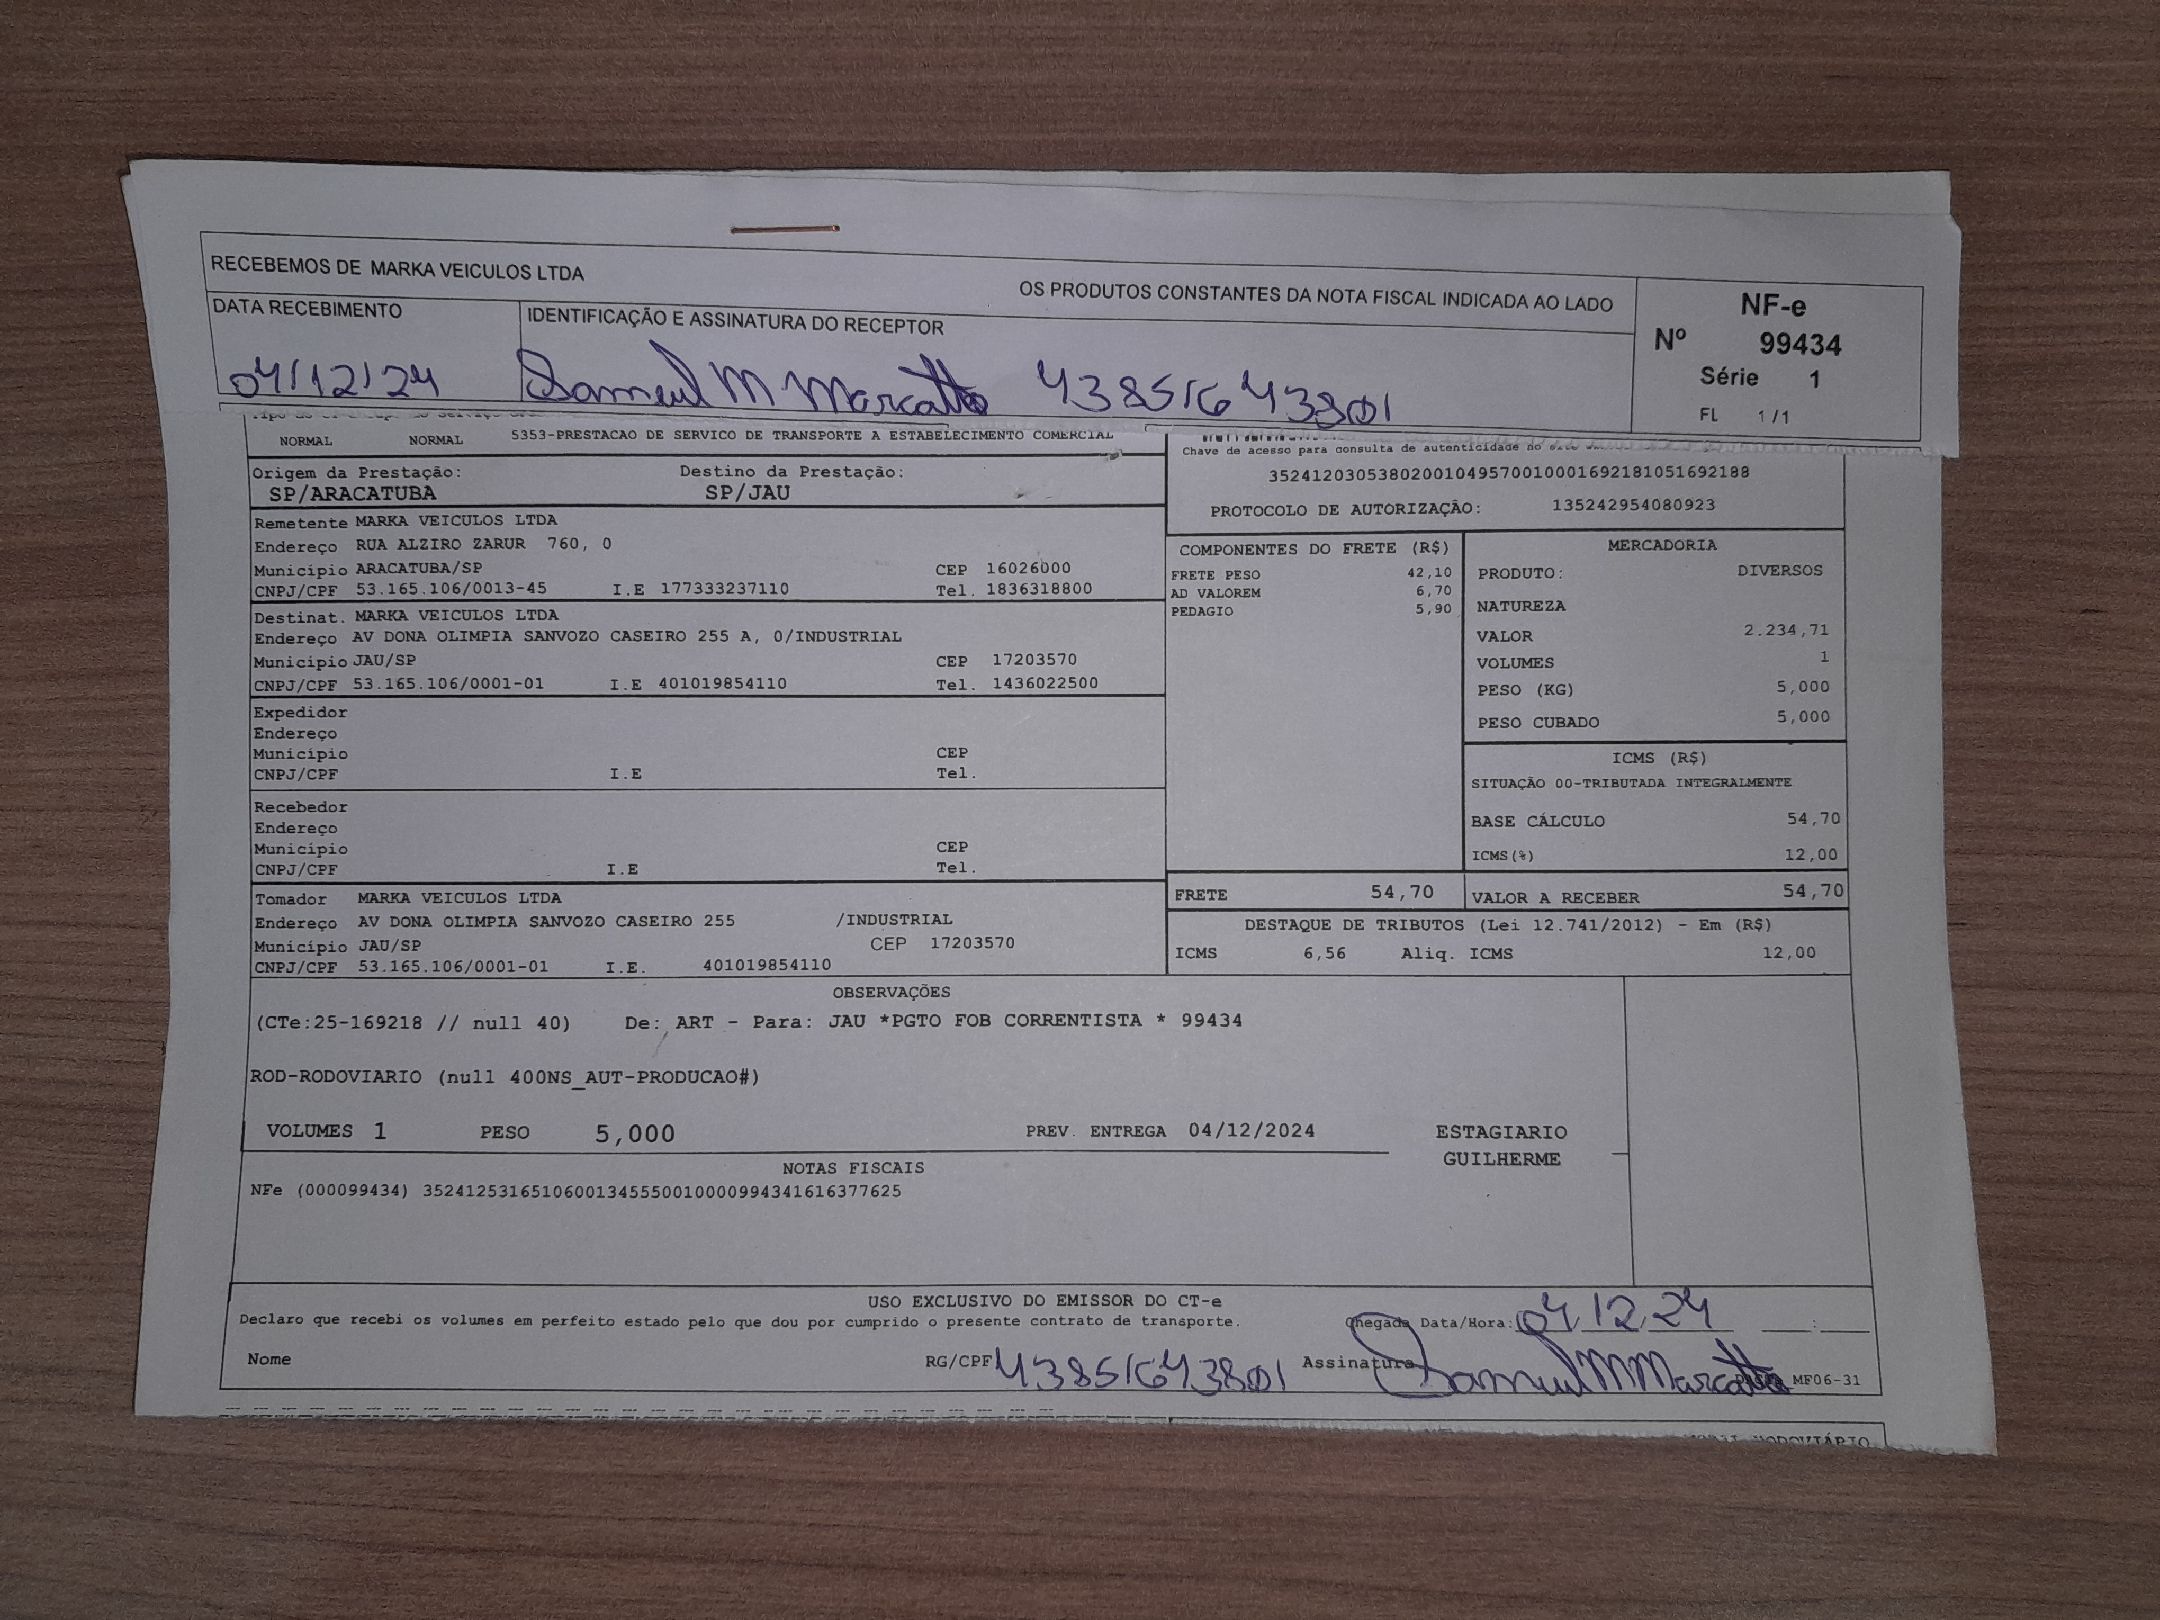 RECEBEMOS DE MARKA VEICULOS LTDA
OS PRODUTOS CONSTANTES DA NOTA FISCAL INDICADA AO LADO
NF-e
Nº 99434
Série 1
FL 1 /1
DATA RECEBIMENTO
IDENTIFICAÇÃO E ASSINATURA DO RECEPTOR
04/12/24 Samuel M Marcatto 43851643801
NORMAL NORMAL 5353-PRESTACAO DE SERVICO DE TRANSPORTE A ESTABELECIMENTO COMERCIAL
Chave de acesso para consulta de autenticidade no
35241203053802001049570010001692181051692188
PROTOCOLO DE AUTORIZAÇÃO: 135242954080923
Origem da Prestação: Destino da Prestação:
SP/ARACATUBA SP/JAU
Remetente MARKA VEICULOS LTDA
Endereço RUA ALZIRO ZARUR 760, 0
Município ARACATUBA/SP CEP 16026000
CNPJ/CPF 53.165.106/0013-45 I.E 177333237110 Tel. 1836318800
Destinat. MARKA VEICULOS LTDA
Endereço AV DONA OLIMPIA SANVOZO CASEIRO 255 A, 0/INDUSTRIAL
Município JAU/SP CEP 17203570
CNPJ/CPF 53.165.106/0001-01 I.E 401019854110 Tel. 1436022500
Expedidor
Endereço
Município CEP
CNPJ/CPF I.E Tel.
Recebedor
Endereço
Município CEP
CNPJ/CPF I.E Tel.
Tomador MARKA VEICULOS LTDA
Endereço AV DONA OLIMPIA SANVOZO CASEIRO 255 /INDUSTRIAL
Município JAU/SP CEP 17203570
CNPJ/CPF 53.165.106/0001-01 I.E. 401019854110
COMPONENTES DO FRETE (R$)
FRETE PESO 42,10
AD VALOREM 6,70
PEDAGIO 5,90
MERCADORIA
PRODUTO: DIVERSOS
NATUREZA
VALOR 2.234,71
VOLUMES 1
PESO (KG) 5,000
PESO CUBADO 5,000
ICMS (R$)
SITUAÇÃO 00-TRIBUTADA INTEGRALMENTE
BASE CÁLCULO 54,70
ICMS(%) 12,00
FRETE 54,70 VALOR A RECEBER 54,70
DESTAQUE DE TRIBUTOS (Lei 12.741/2012) - Em (R$)
ICMS 6,56 Aliq. ICMS 12,00
OBSERVAÇÕES
(CTe:25-169218 // null 40) De: ART - Para: JAU *PGTO FOB CORRENTISTA * 99434
ROD-RODOVIARIO (null 400NS_AUT-PRODUCAO#)
VOLUMES 1 PESO 5,000 PREV. ENTREGA 04/12/2024 ESTAGIARIO
GUILHERME
NOTAS FISCAIS
NFe (000099434) 35241253165106001345550010000994341616377625
USO EXCLUSIVO DO EMISSOR DO CT-e
Declaro que recebi os volumes em perfeito estado pelo que dou por cumprido o presente contrato de transporte. Chegada Data/Hora: 04 12 24 :
Nome RG/CPF 43851643801 Assinatura Samuel M Marcatto MF06-31